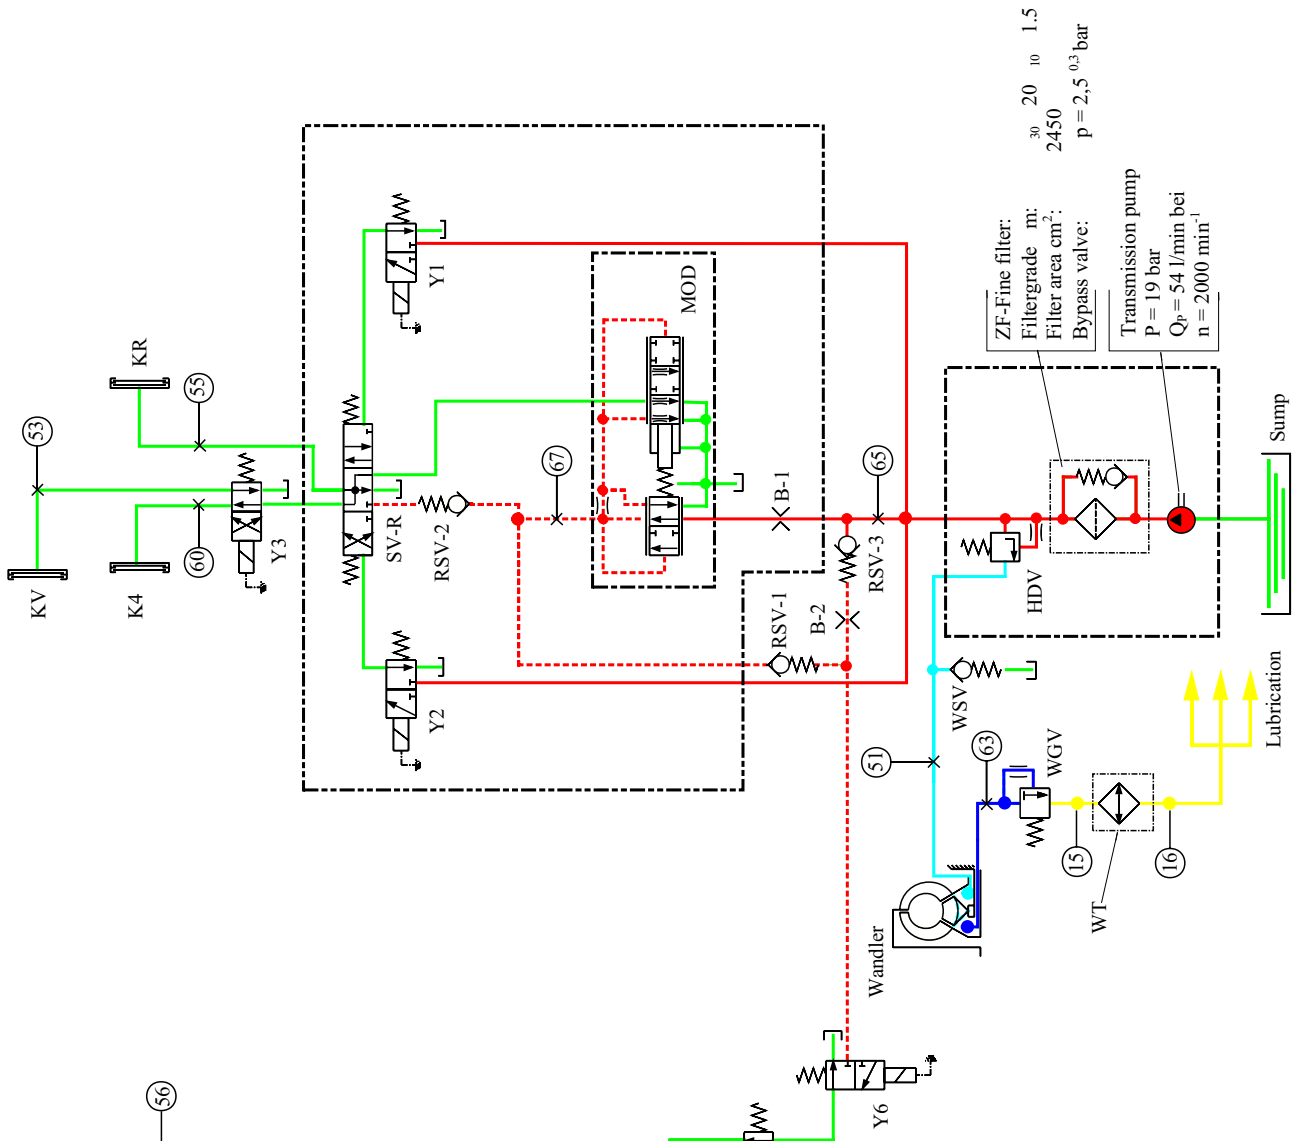 KV
53
K4
KR
56
60
55
Y3
SV-R
Y2
Y1
RSV-2
67
MOD
RSV-1
B-1
B-2
Y6
Wandler
51
RSV-3
65
WSV
63
ZF-Fine filter:
HDV
Filtergrade m: 30 20 10 1.5
WGV
Filter area cm²: 2450
15
Bypass valve: p = 2,5 0,3 bar
WT
Transmission pump
P = 19 bar
16
QP = 54 l/min bei
n = 2000 min-1
Lubrication
Sump